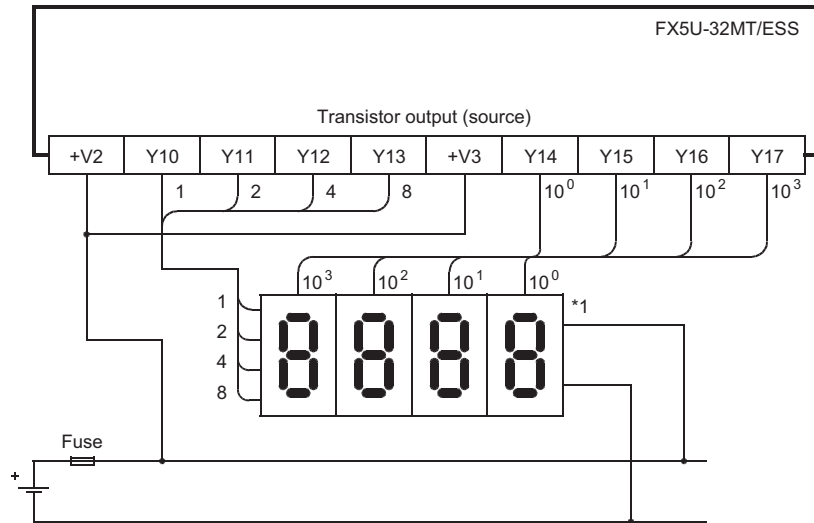 FX5U-32MT/ESS
Transistor output (source)
+V2 Y10 Y11 Y12 Y13 +V3 Y14 Y15 Y16 Y17
1 2 4 8 10⁰ 10¹ 10² 10³
10³ 10² 10¹ 10⁰
*1
1
2
4
8
Fuse
+